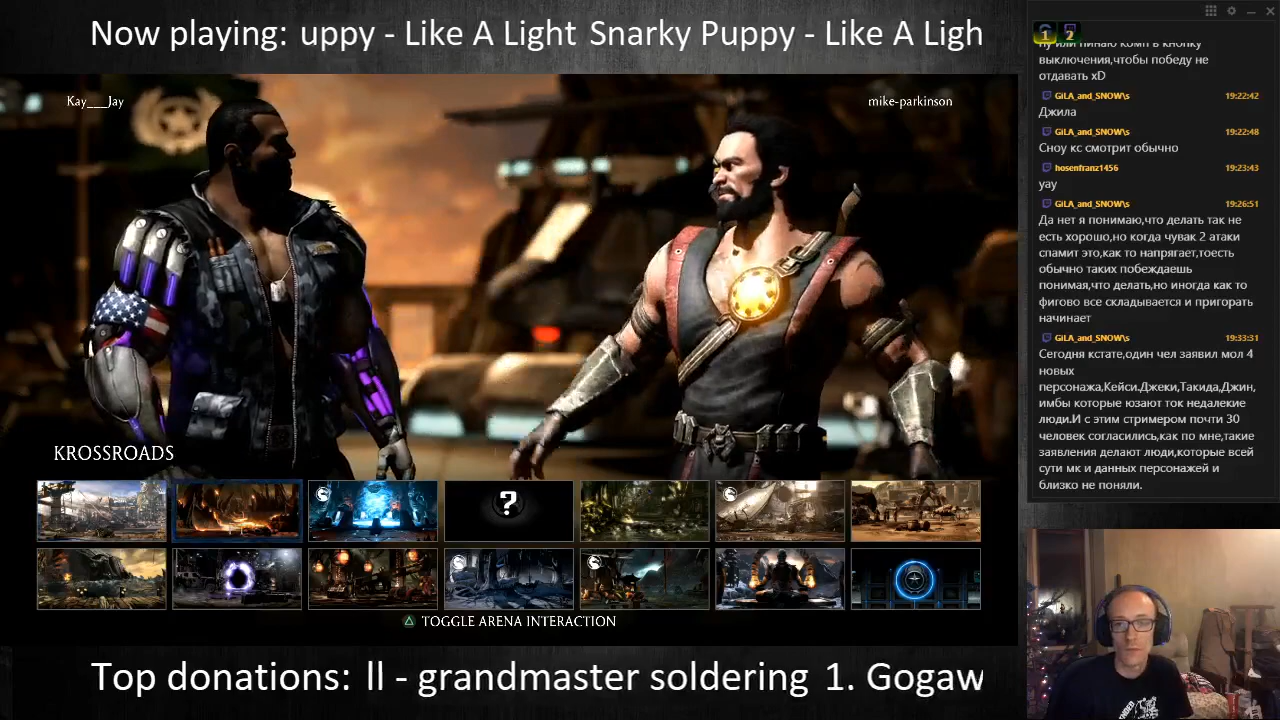 Now playing: uppy - Like A Light Snarky Puppy - Like A Ligh
Kay___Jay
mike-parkinson
KROSSROADS
?
TOGGLE ARENA INTERACTION
Top donations: ll - grandmaster soldering 1. Gogaw
1 2
ну или пинаю комп в кнопку
выключения,чтобы победу не
отдавать xD
GiLA_and_SNOW\s 19:22:42
Джила
GiLA_and_SNOW\s 19:22:48
Сноу кс смотрит обычно
hosenfranz1456 19:23:43
уау
GiLA_and_SNOW\s 19:26:51
Да нет я понимаю,что делать так не
есть хорошо,но когда чувак 2 атаки
спамит это,как то напрягает,тоесть
обычно таких побеждаешь
понимая,что делать,но иногда как то
фигово все складывается и пригорать
начинает
GiLA_and_SNOW\s 19:33:31
Сегодня кстате,один чел заявил мол 4
новых
персонажа,Кейси.Джеки,Такида,Джин,
имбы которые юзают ток недалекие
люди.И с этим стримером почти 30
человек согласились,как по мне,такие
заявления делают люди,которые всей
сути мк и данных персонажей и
близко не поняли.